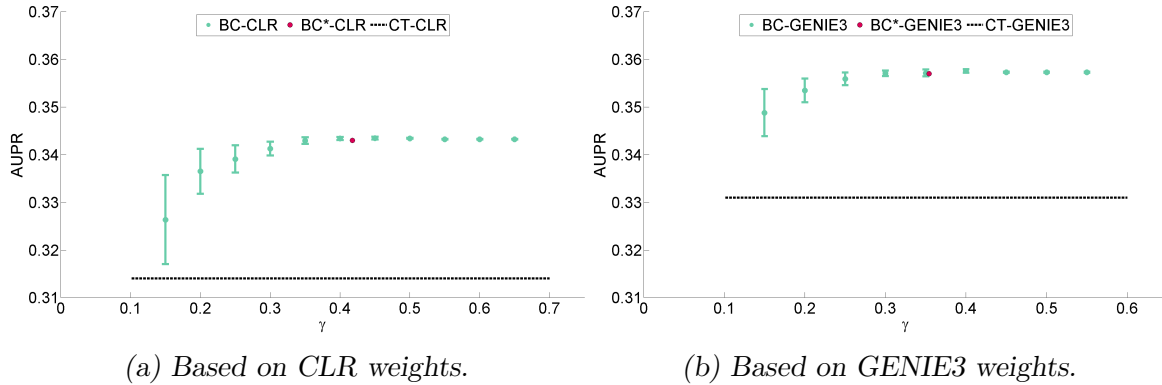 BC-CLR BC*-CLR CT-CLR
AUPR
0.37
0.36
0.35
0.34
0.33
0.32
0.31
0 0.1 0.2 0.3 0.4 0.5 0.6 0.7
γ
(a) Based on CLR weights.
BC-GENIE3 BC*-GENIE3 CT-GENIE3
AUPR
0.37
0.36
0.35
0.34
0.33
0.32
0.31
0 0.1 0.2 0.3 0.4 0.5 0.6
γ
(b) Based on GENIE3 weights.